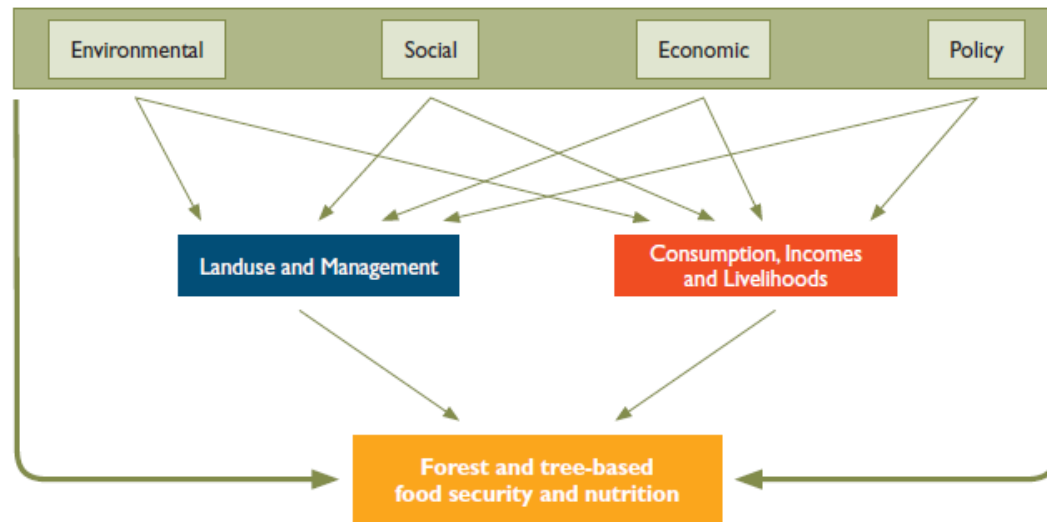 Environmental
Social
Economic
Policy
Landuse and Management
Consumption, Incomes
and Livelihoods
Forest and tree-based
food security and nutrition